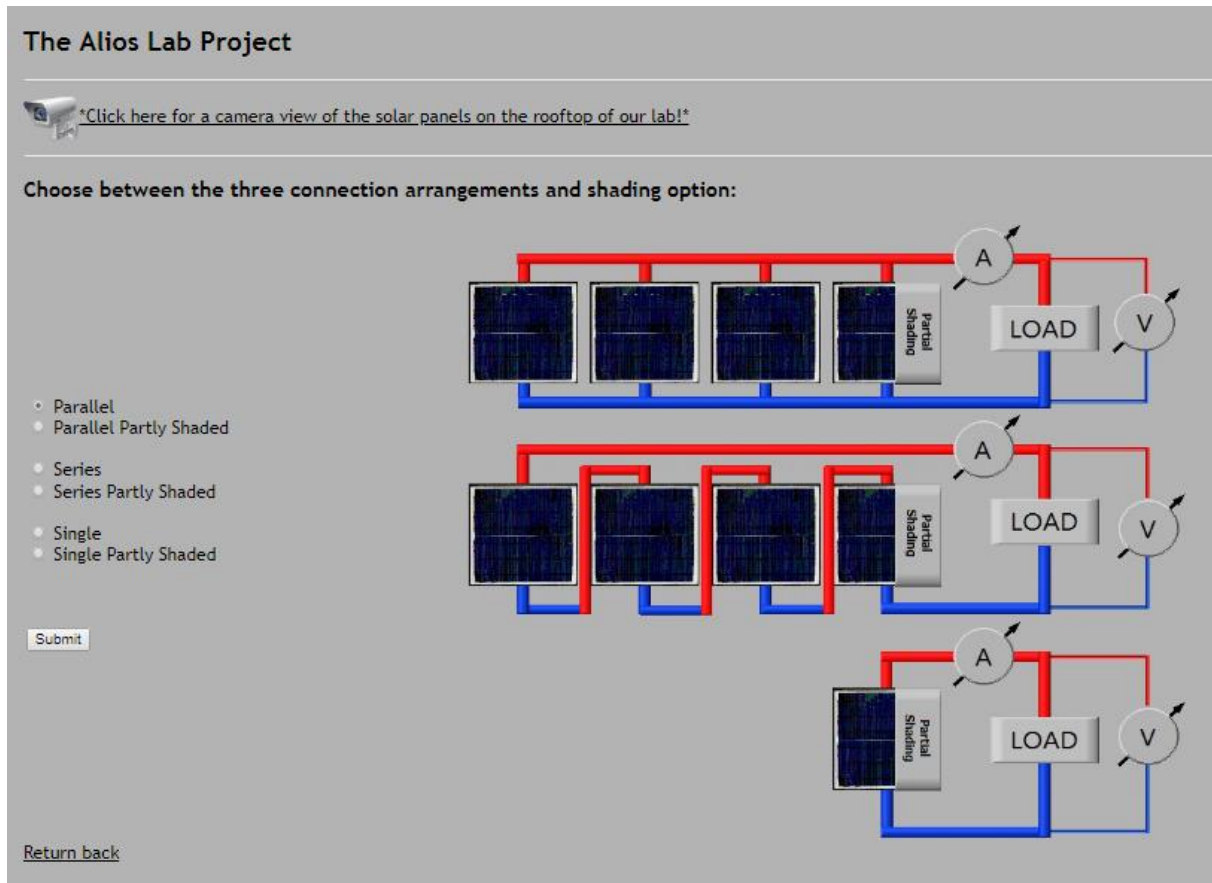 The Alios Lab Project
*Click here for a camera view of the solar panels on the rooftop of our lab!*
Choose between the three connection arrangements and shading option:
Parallel
Parallel Partly Shaded
Series
Series Partly Shaded
Single
Single Partly Shaded
Submit
A
Partial
Shading
LOAD
V
A
Partial
Shading
LOAD
V
A
Partial
Shading
LOAD
V
Return back